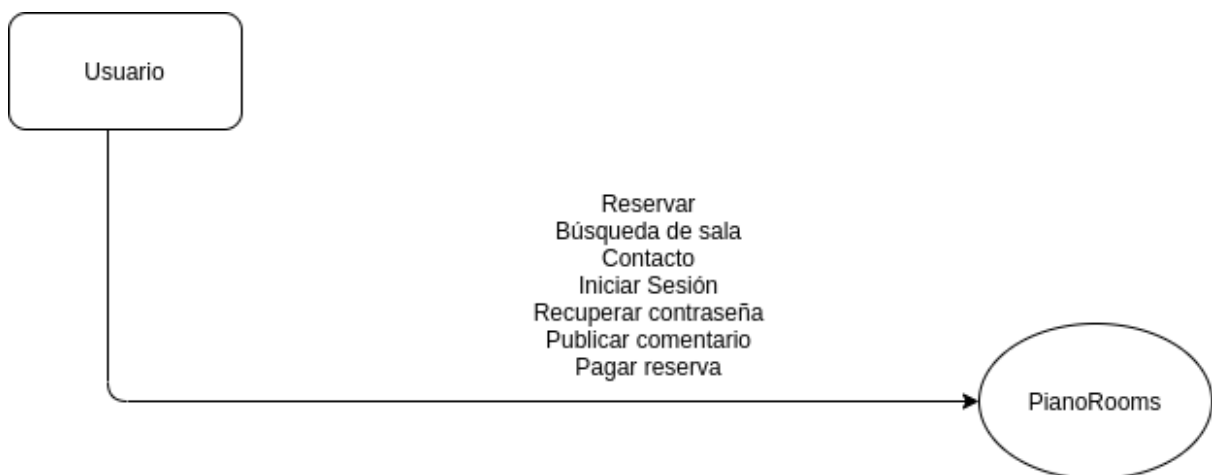 Usuario
Reservar
Búsqueda de sala
Contacto
Iniciar Sesión
Recuperar contraseña
Publicar comentario
Pagar reserva
PianoRooms